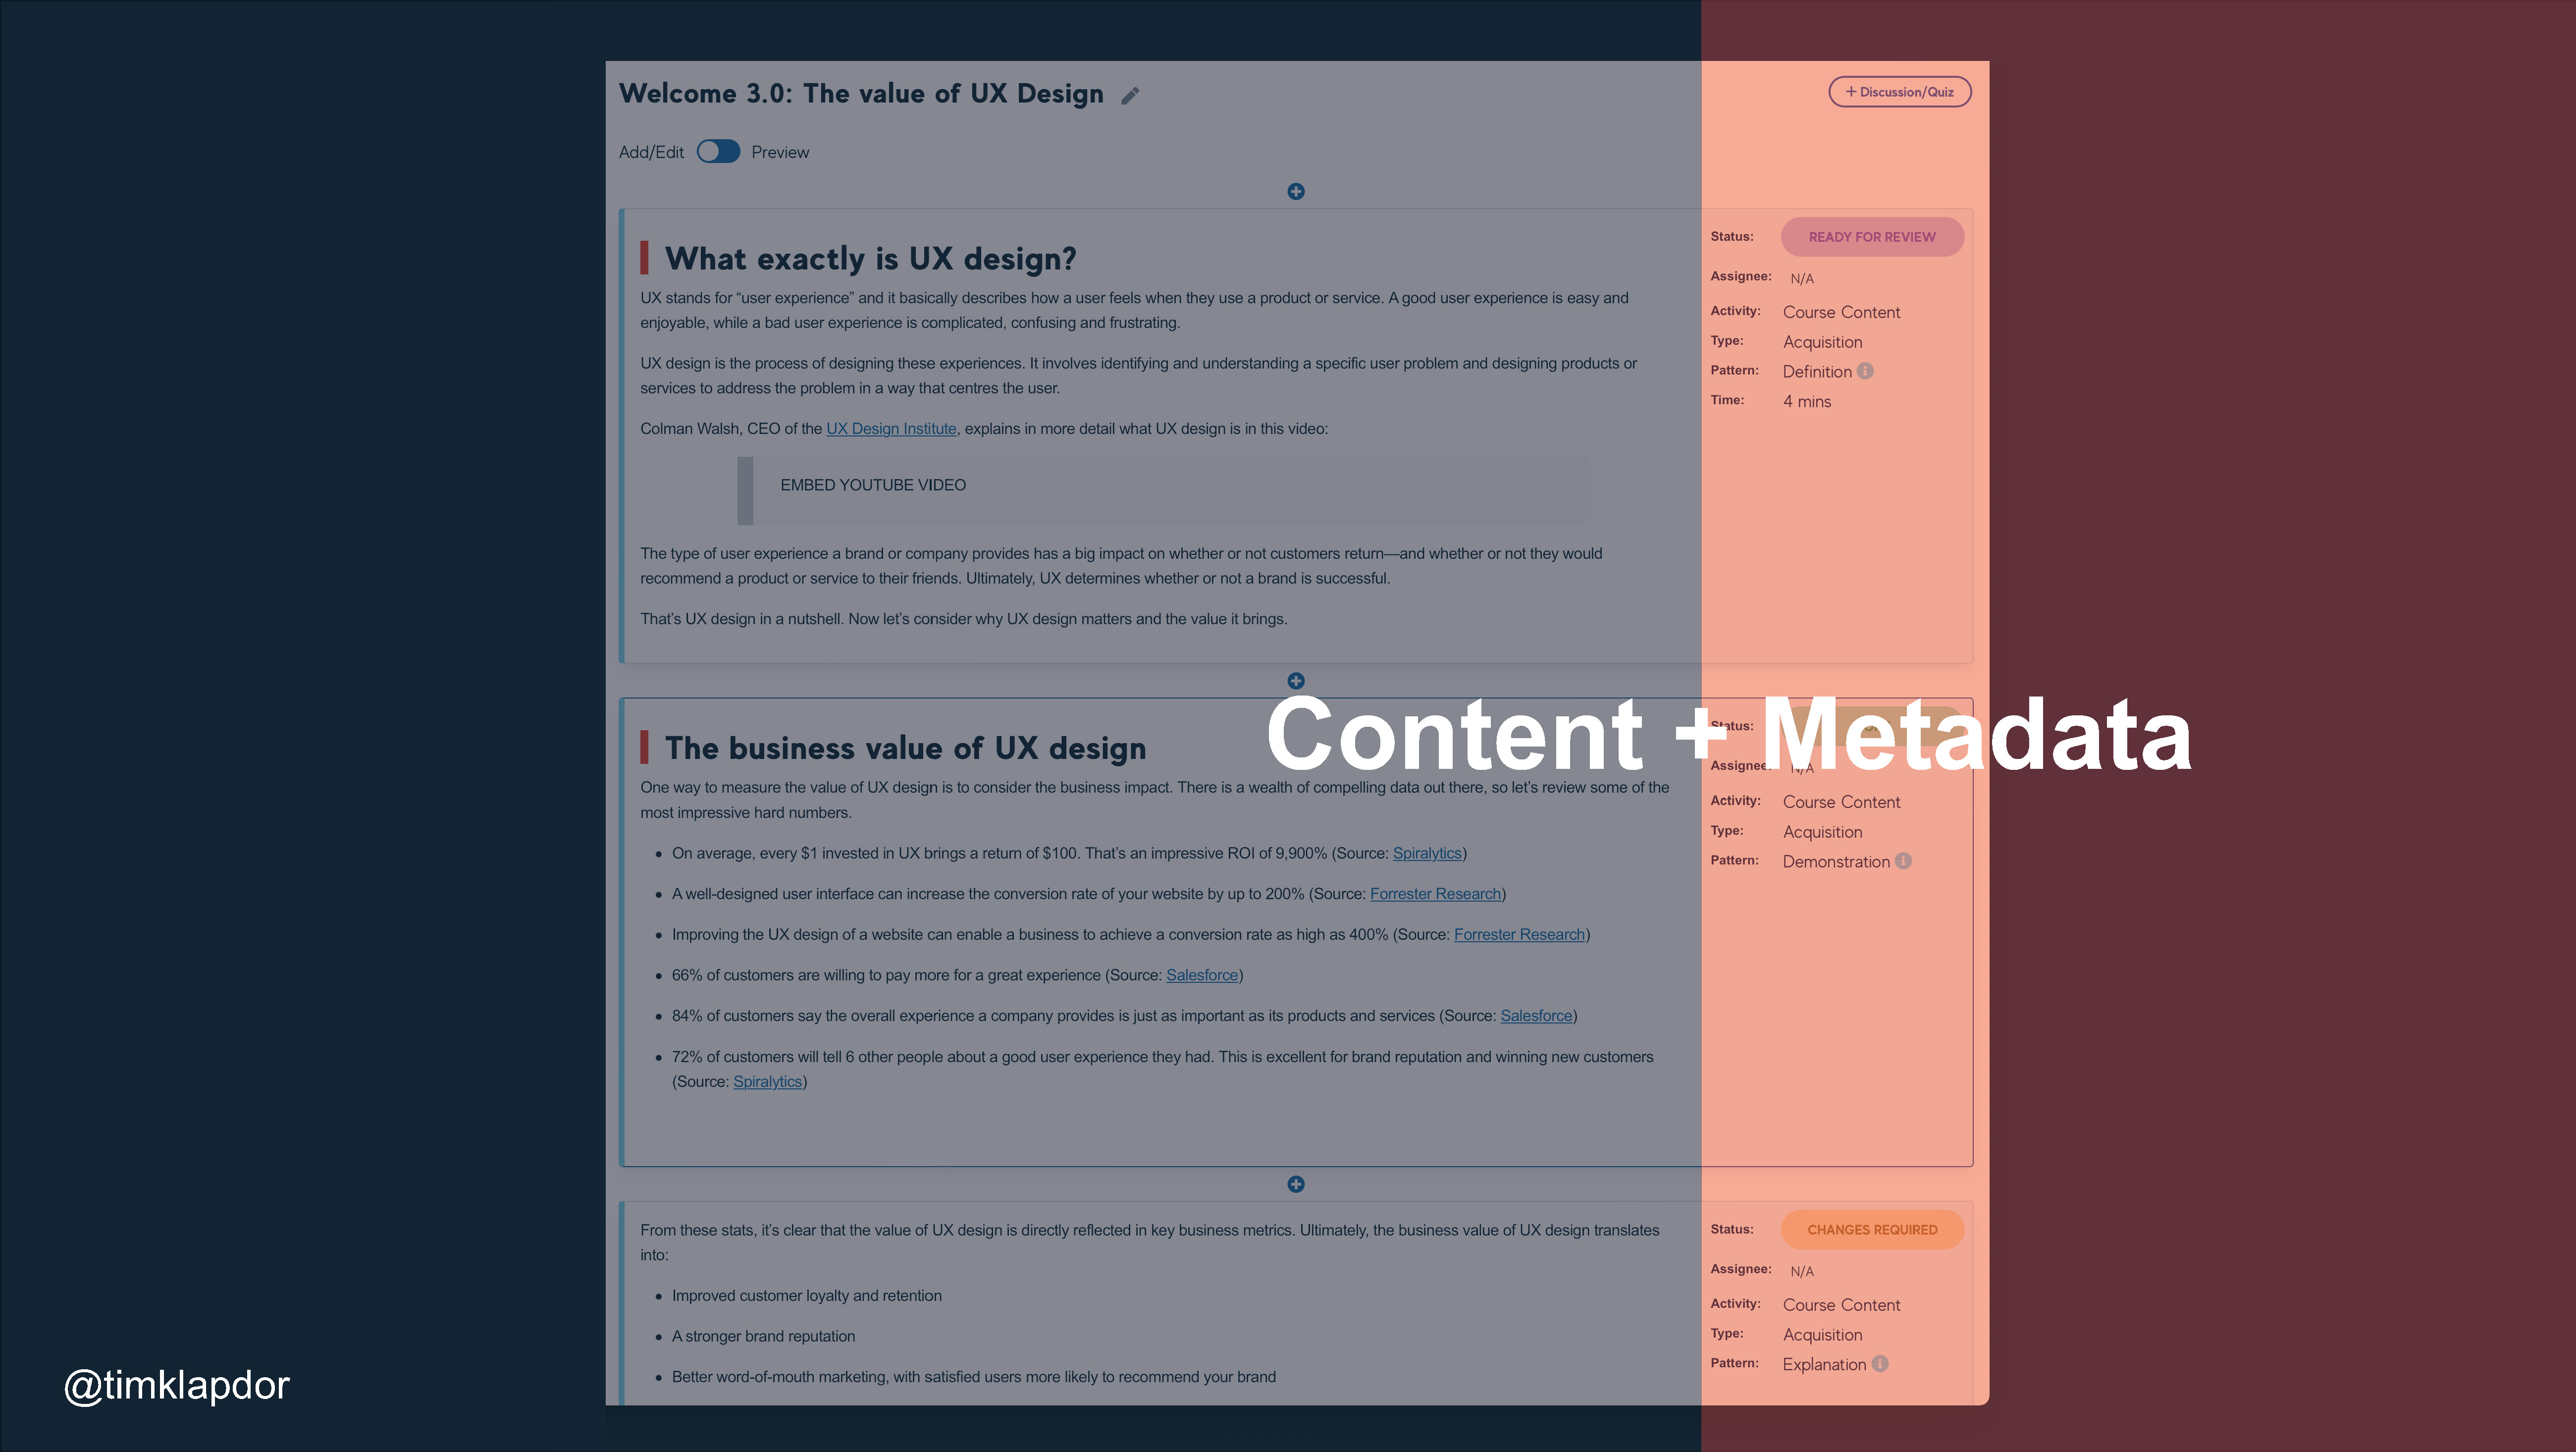 Welcome 3.0: The value of UX Design
+ Discussion/Quiz
Add/Edit Preview
What exactly is UX design?
UX stands for “user experience” and it basically describes how a user feels when they use a product or service. A good user experience is easy and
enjoyable, while a bad user experience is complicated, confusing and frustrating.
UX design is the process of designing these experiences. It involves identifying and understanding a specific user problem and designing products or
services to address the problem in a way that centres the user.
Colman Walsh, CEO of the UX Design Institute, explains in more detail what UX design is in this video:
EMBED YOUTUBE VIDEO
The type of user experience a brand or company provides has a big impact on whether or not customers return—and whether or not they would
recommend a product or service to their friends. Ultimately, UX determines whether or not a brand is successful.
That’s UX design in a nutshell. Now let’s consider why UX design matters and the value it brings.
Status: READY FOR REVIEW
Assignee: N/A
Activity: Course Content
Type: Acquisition
Pattern: Definition
Time: 4 mins
Content + Metadata
The business value of UX design
One way to measure the value of UX design is to consider the business impact. There is a wealth of compelling data out there, so let’s review some of the
most impressive hard numbers.
• On average, every $1 invested in UX brings a return of $100. That’s an impressive ROI of 9,900% (Source: Spiralytics)
• A well-designed user interface can increase the conversion rate of your website by up to 200% (Source: Forrester Research)
• Improving the UX design of a website can enable a business to achieve a conversion rate as high as 400% (Source: Forrester Research)
• 66% of customers are willing to pay more for a great experience (Source: Salesforce)
• 84% of customers say the overall experience a company provides is just as important as its products and services (Source: Salesforce)
• 72% of customers will tell 6 other people about a good user experience they had. This is excellent for brand reputation and winning new customers
(Source: Spiralytics)
Status:
Assignee: N/A
Activity: Course Content
Type: Acquisition
Pattern: Demonstration
From these stats, it’s clear that the value of UX design is directly reflected in key business metrics. Ultimately, the business value of UX design translates
into:
• Improved customer loyalty and retention
• A stronger brand reputation
• Better word-of-mouth marketing, with satisfied users more likely to recommend your brand
Status: CHANGES REQUIRED
Assignee: N/A
Activity: Course Content
Type: Acquisition
Pattern: Explanation
@timklapdor